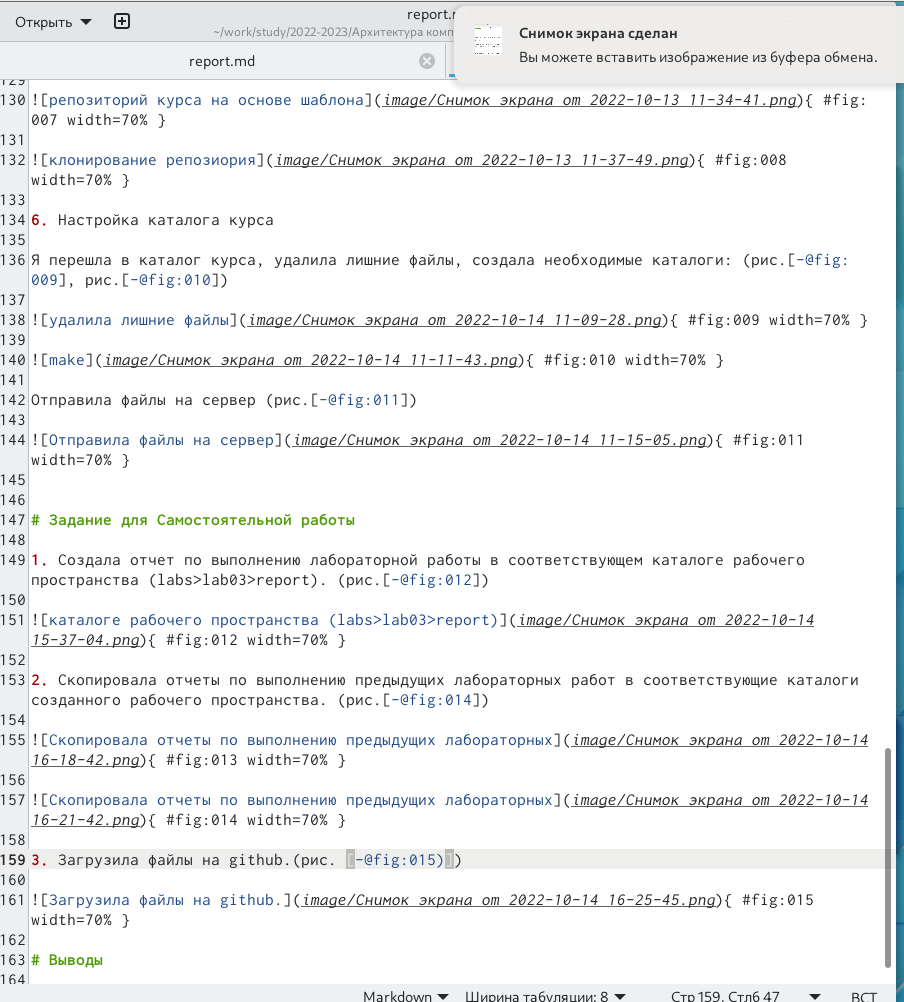 Открыть
report.r
~/work/study/2022-2023/Архитектура комп
Снимок экрана сделан
Вы можете вставить изображение из буфера обмена.
report.md
129
130 ![репозиторий курса на основе шаблона](image/Снимок экрана от 2022-10-13 11-34-41.png){ #fig:
007 width=70% }
131
132 ![клонирование репозиория](image/Снимок экрана от 2022-10-13 11-37-49.png){ #fig:008
width=70% }
133
134 6. Настройка каталога курса
135
136 Я перешла в каталог курса, удалила лишние файлы, создала необходимые каталоги: (рис.[-@fig:
009], рис.[-@fig:010])
137
138 ![удалила лишние файлы](image/Снимок экрана от 2022-10-14 11-09-28.png){ #fig:009 width=70% }
139
140 ![make](image/Снимок экрана от 2022-10-14 11-11-43.png){ #fig:010 width=70% }
141
142 Отправила файлы на сервер (рис.[-@fig:011])
143
144 ![Отправила файлы на сервер](image/Снимок экрана от 2022-10-14 11-15-05.png){ #fig:011
width=70% }
145
146
147 # Задание для Самостоятельной работы
148
149 1. Создала отчет по выполнению лабораторной работы в соответствующем каталоге рабочего
пространства (labs>lab03>report). (рис.[-@fig:012])
150
151 ![каталоге рабочего пространства (labs>lab03>report)](image/Снимок экрана от 2022-10-14
15-37-04.png){ #fig:012 width=70% }
152
153 2. Скопировала отчеты по выполнению предыдущих лабораторных работ в соответствующие каталоги
созданного рабочего пространства. (рис.[-@fig:014])
154
155 ![Скопировала отчеты по выполнению предыдущих лабораторных](image/Снимок экрана от 2022-10-14
16-18-42.png){ #fig:013 width=70% }
156
157 ![Скопировала отчеты по выполнению предыдущих лабораторных](image/Снимок экрана от 2022-10-14
16-21-42.png){ #fig:014 width=70% }
158
159 3. Загрузила файлы на github.(рис. [-@fig:015)])
160
161 ![Загрузила файлы на github.](image/Снимок экрана от 2022-10-14 16-25-45.png){ #fig:015
width=70% }
162
163 # Выводы
164
Markdown Ширина табуляции: 8 Стр 159, Стлб 47 ВСТ